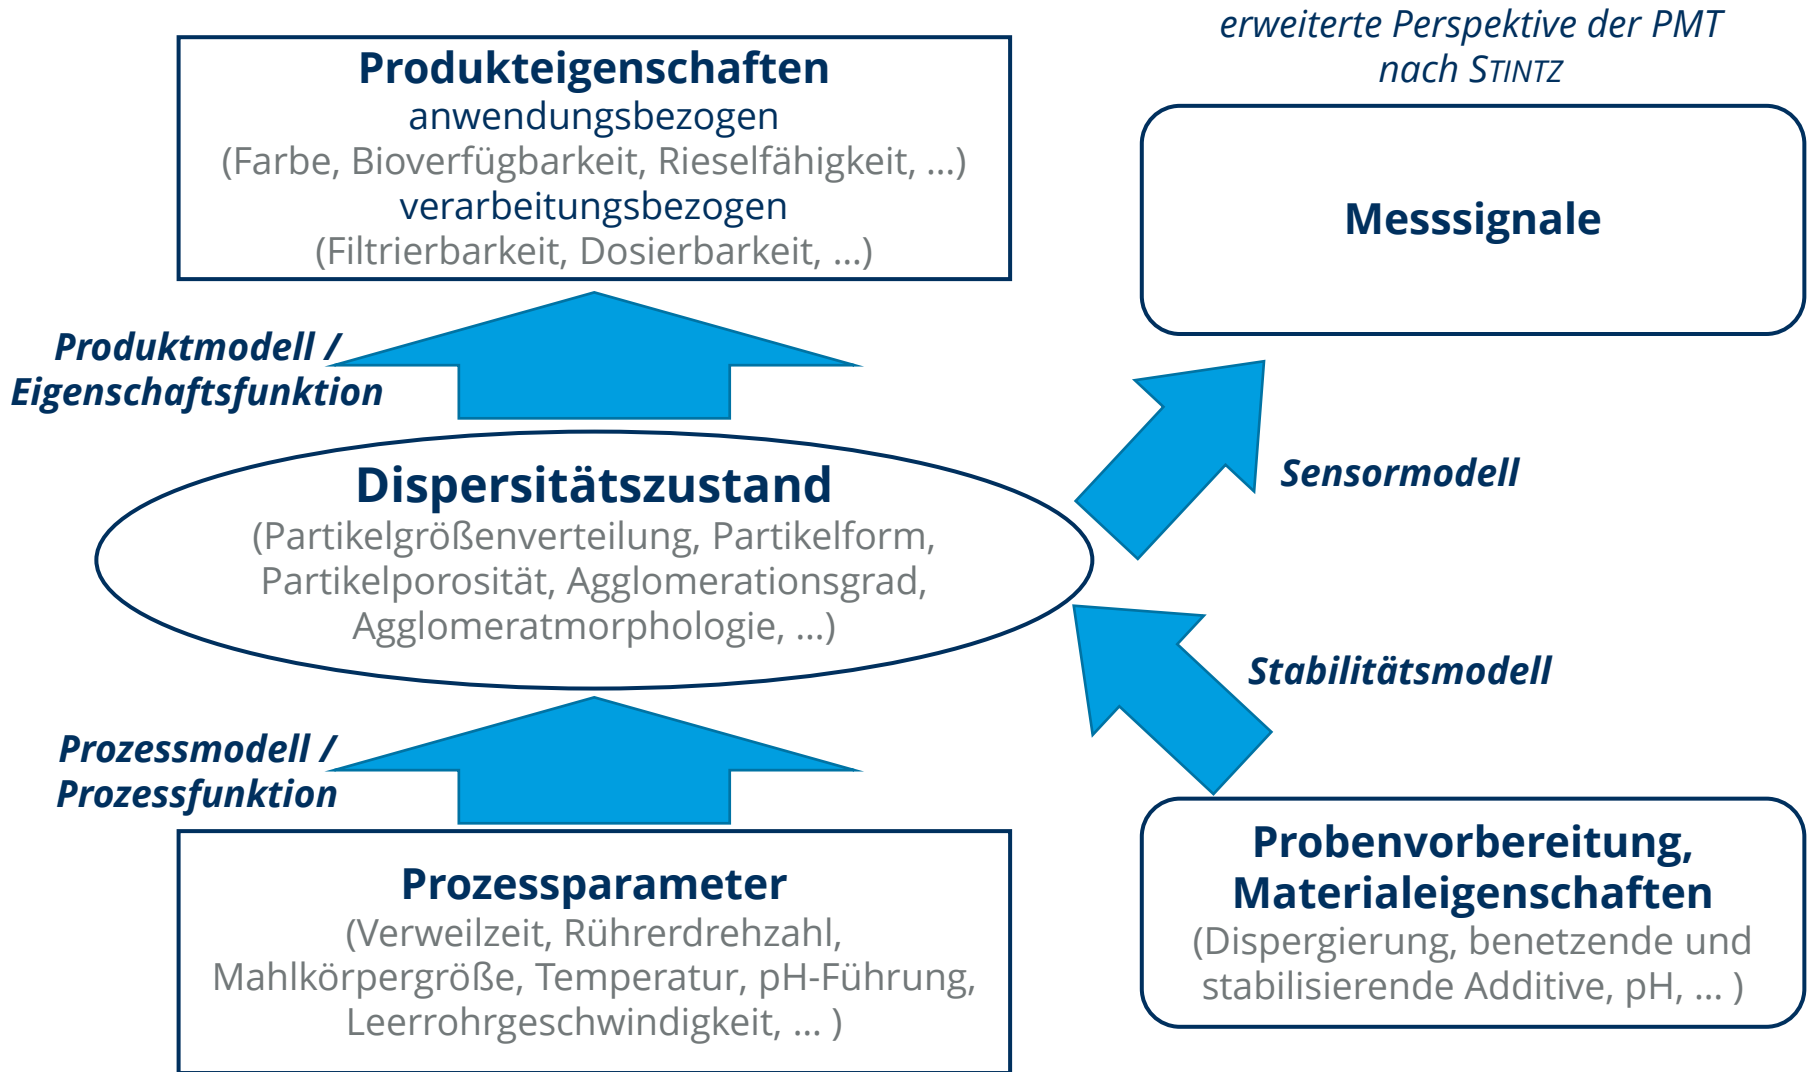 erweiterte Perspektive der PMT
nach STINTZ
Produkteigenschaften
anwendungsbezogen
(Farbe, Bioverfügbarkeit, Rieselfähigkeit, ...)
verarbeitungsbezogen
(Filtrierbarkeit, Dosierbarkeit, ...)
Messsignale
Produktmodell /
Eigenschaftsfunktion
Dispersitätszustand
(Partikelgrößenverteilung, Partikelform,
Partikelporosität, Agglomerationsgrad,
Agglomeratmorphologie, ...)
Sensormodell
Stabilitätsmodell
Prozessmodell /
Prozessfunktion
Prozessparameter
(Verweilzeit, Rührerdrehzahl,
Mahlkörpergröße, Temperatur, pH-Führung,
Leerrohrgeschwindigkeit, ... )
Probenvorbereitung,
Materialeigenschaften
(Dispergierung, benetzende und
stabilisierende Additive, pH, ... )